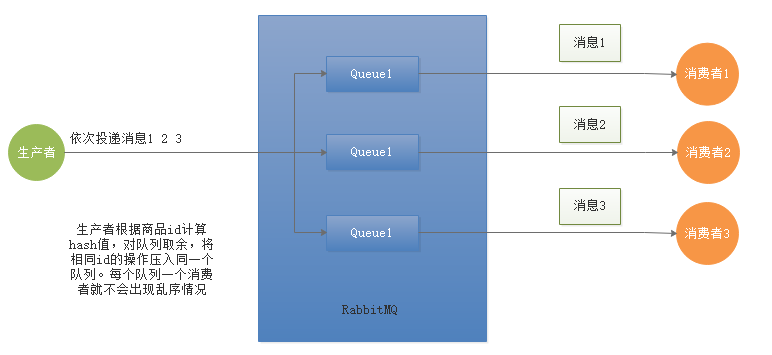 消息1
Queue1
消费者1
依次投递消息1 2 3
消息2
生产者
Queue1
消费者2
消息3
Queue1
消费者3
生产者根据商品id计算
hash值，对队列取余，将
相同id的操作压入同一个
队列。每个队列一个消费
者就不会出现乱序情况
RabbitMQ